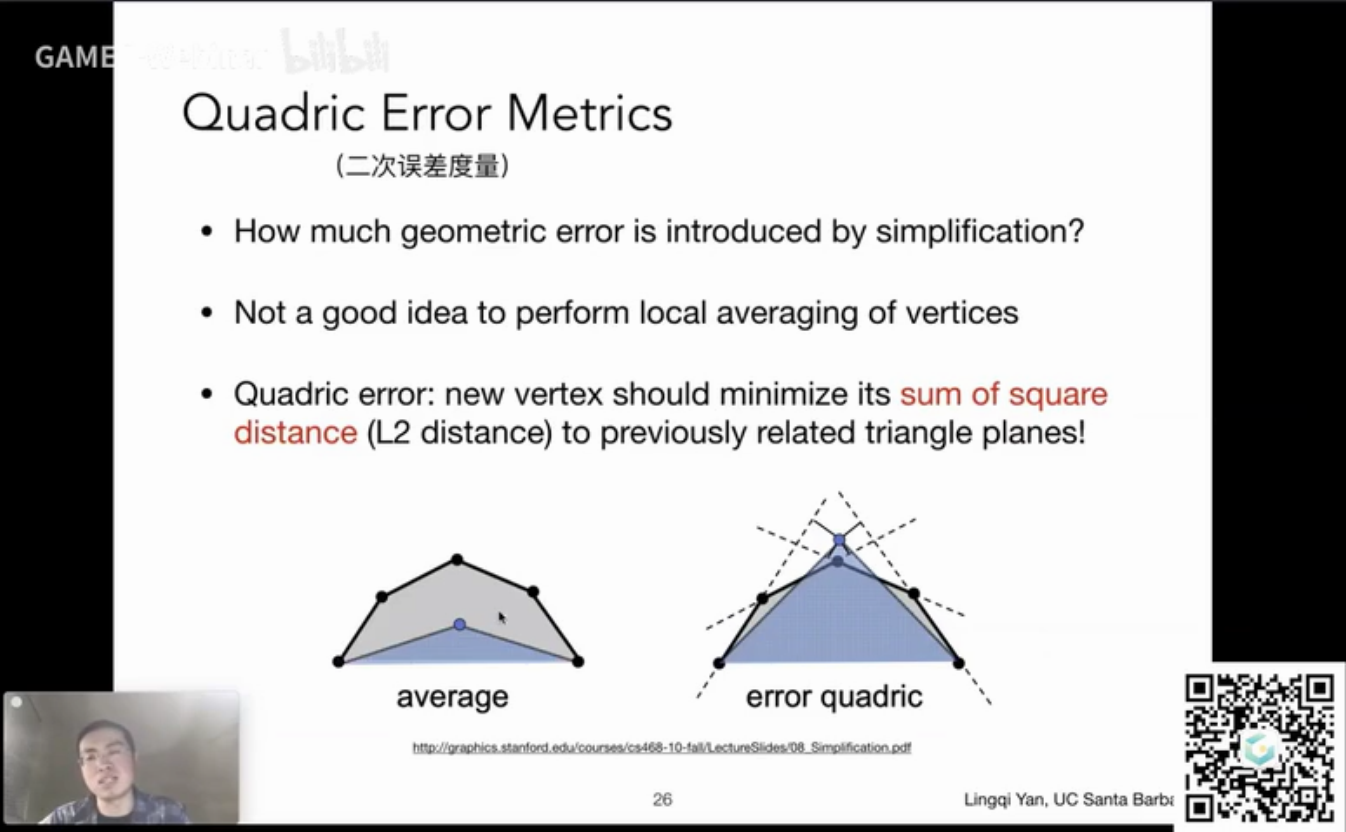 GAME
bilibili
Quadric Error Metrics
(二次误差度量)
• How much geometric error is introduced by simplification?
• Not a good idea to perform local averaging of vertices
• Quadric error: new vertex should minimize its sum of square
distance (L2 distance) to previously related triangle planes!
average
error quadric
http://graphics.stanford.edu/courses/cs468-10-fall/LectureSlides/08_Simplification.pdf
26
Lingqi Yan, UC Santa Barba